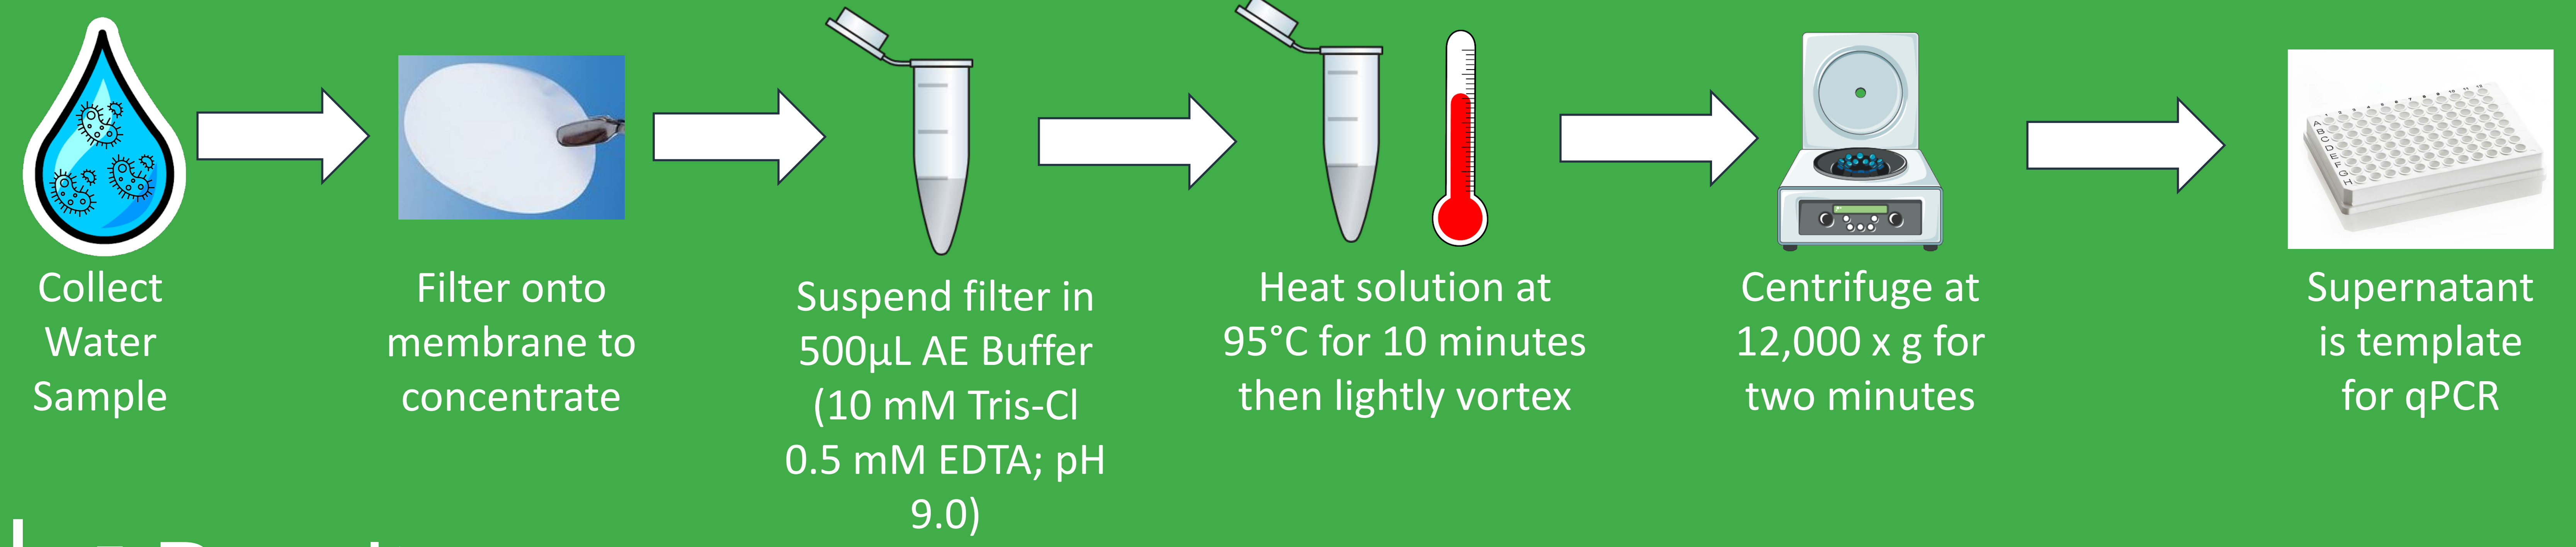 Collect
Water
Sample
Filter onto
membrane to
concentrate
Suspend filter in
500µL AE Buffer
(10 mM Tris-Cl
0.5 mM EDTA; pH
9.0)
Heat solution at
95°C for 10 minutes
then lightly vortex
Centrifuge at
12,000 x g for
two minutes
Supernatant
is template
for qPCR